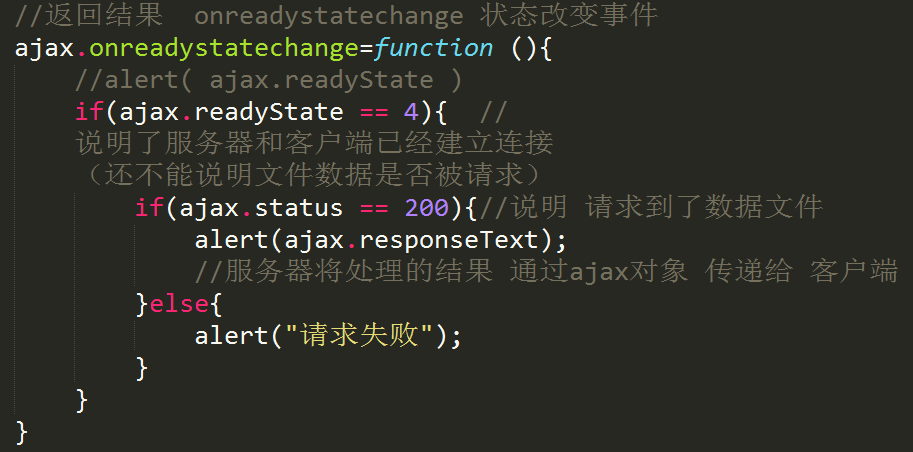 //返回结果  onreadystatechange 状态改变事件
ajax.onreadystatechange=function (){
    //alert( ajax.readyState )
    if(ajax.readyState == 4){  //
    说明了服务器和客户端已经建立连接
    （还不能说明文件数据是否被请求）
        if(ajax.status == 200){//说明 请求到了数据文件
            alert(ajax.responseText);
            //服务器将处理的结果 通过ajax对象 传递给 客户端
        }else{
            alert("请求失败");
        }
    }
}